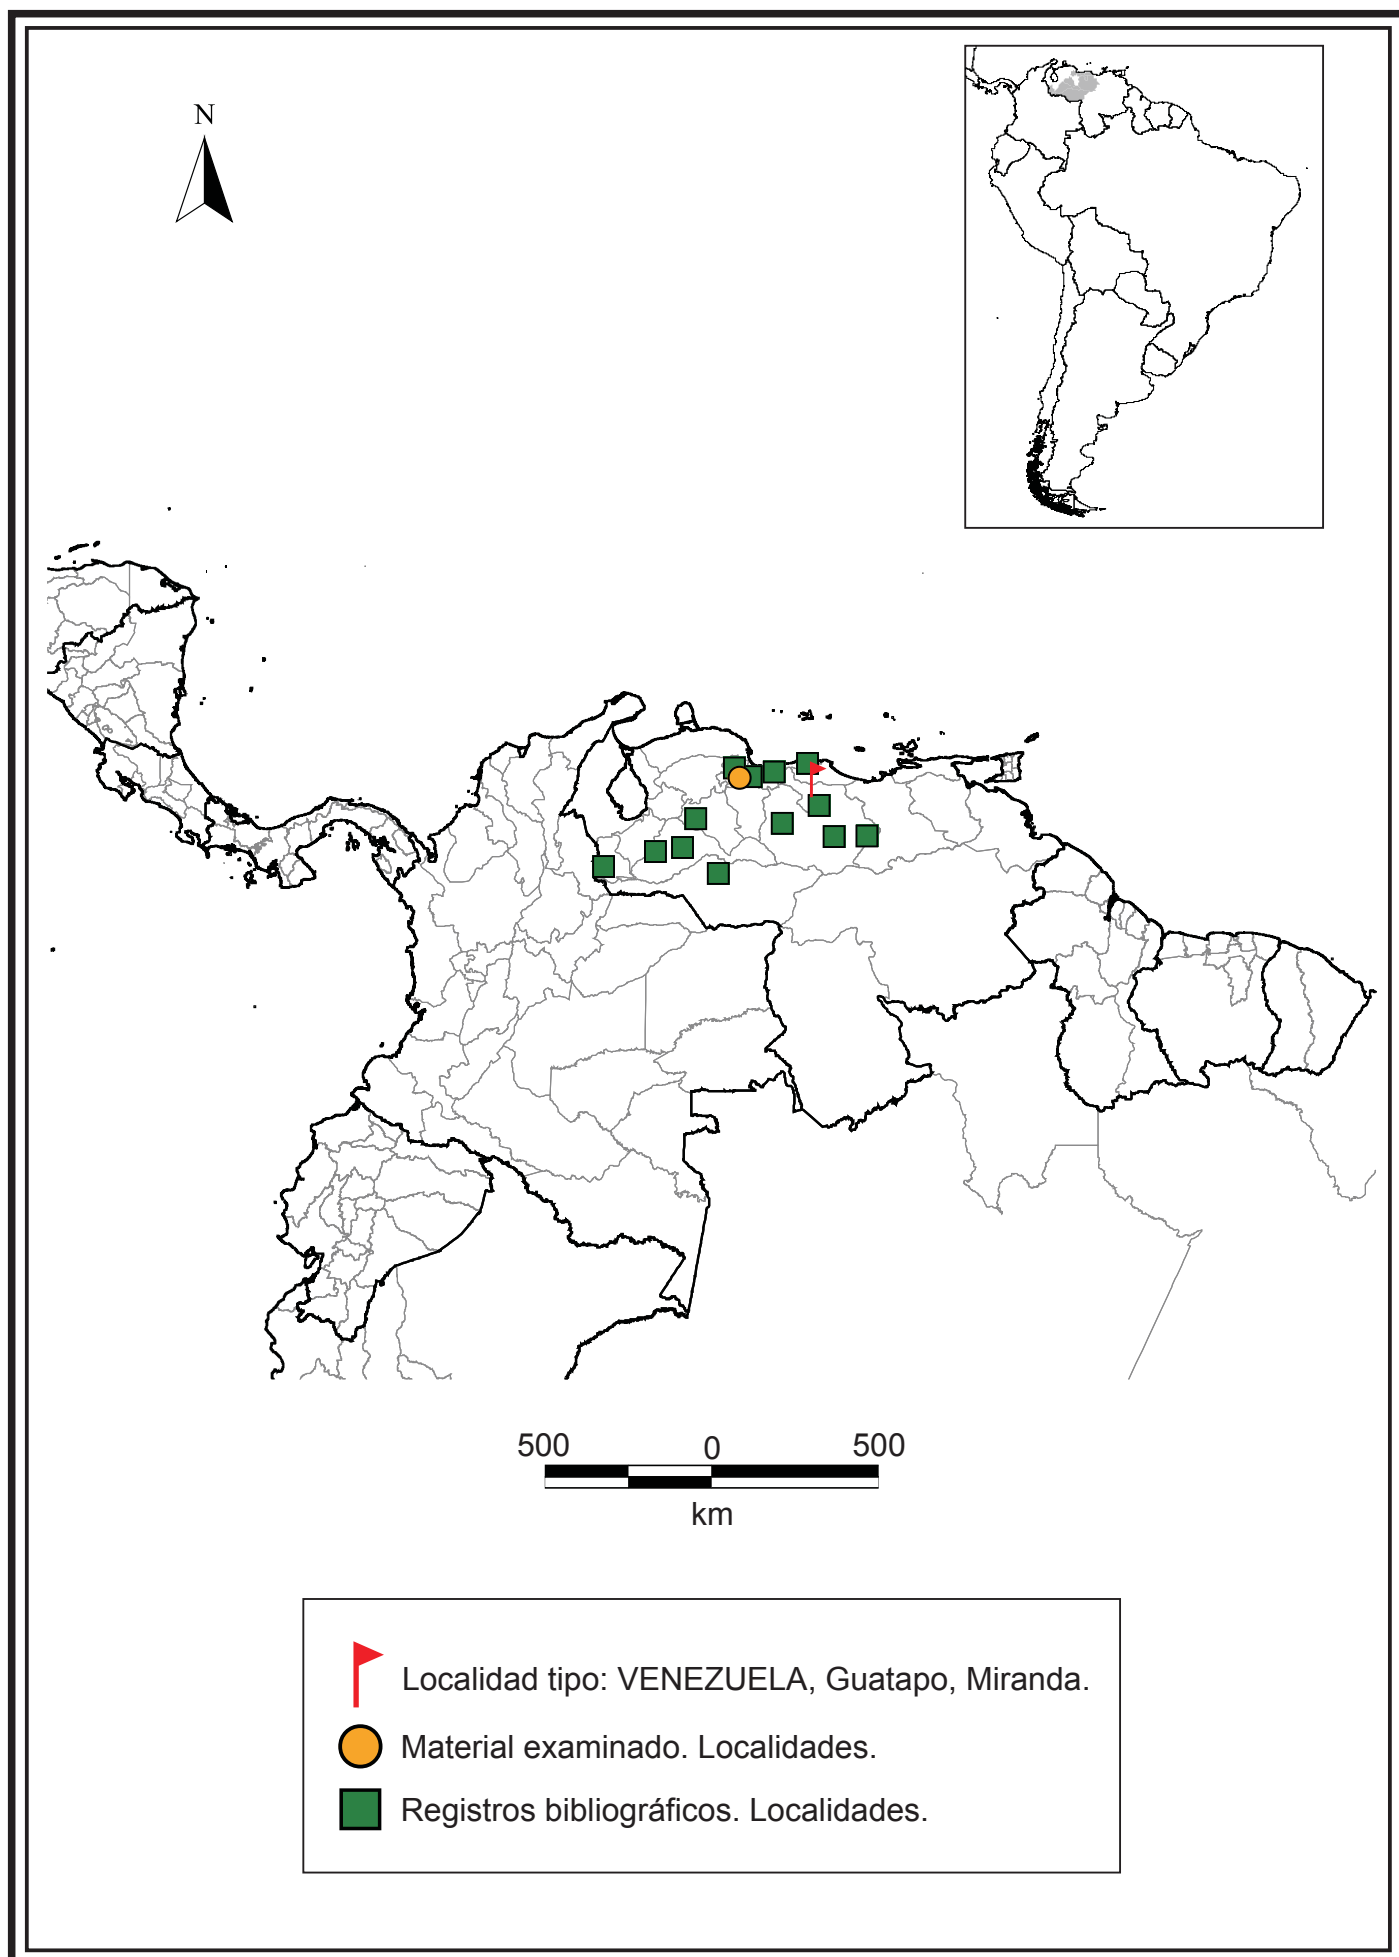 N
500 0 500
km
Localidad tipo: VENEZUELA, Guatapo, Miranda.
Material examinado. Localidades.
Registros bibliográficos. Localidades.